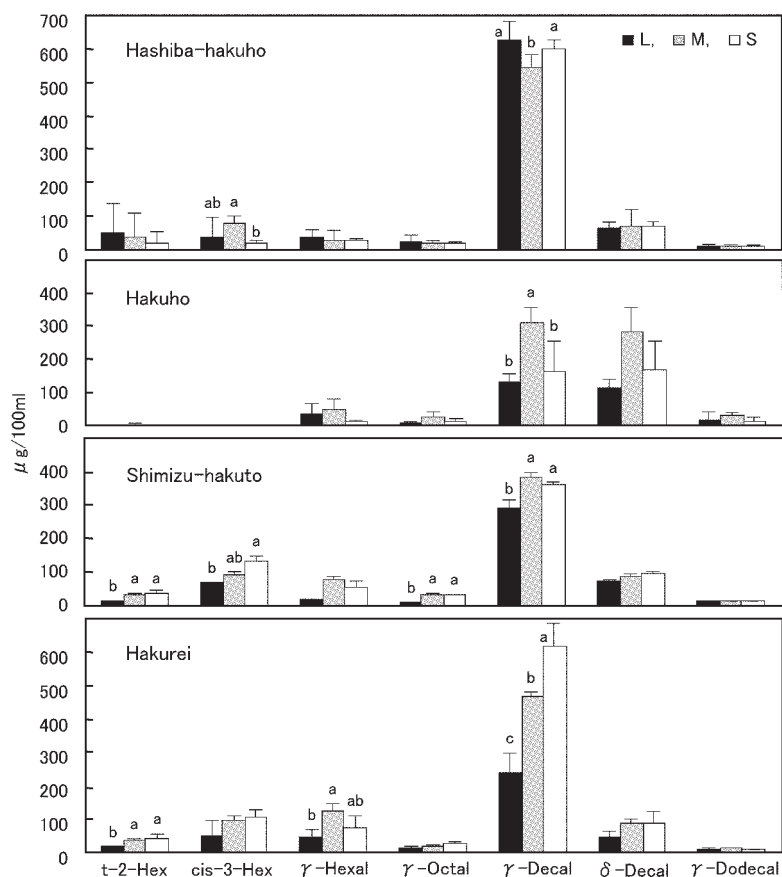 700
Hashiba-hakuho
■ L, ▩ M, □ S
a b a
600
500
400
300
200
ab a b
100
0
Hakuho
400
a
300
b b
200
100
0
μg/100ml
Shimizu-hakuto
400
b a a
300
200
b ab a
100
b a a
b a a
0
Hakurei
600
a
500
b
400
300
c
200
b a ab
100
b a a
0
t-2-Hex cis-3-Hex γ-Hexal γ-Octal γ-Decal δ-Decal γ-Dodecal